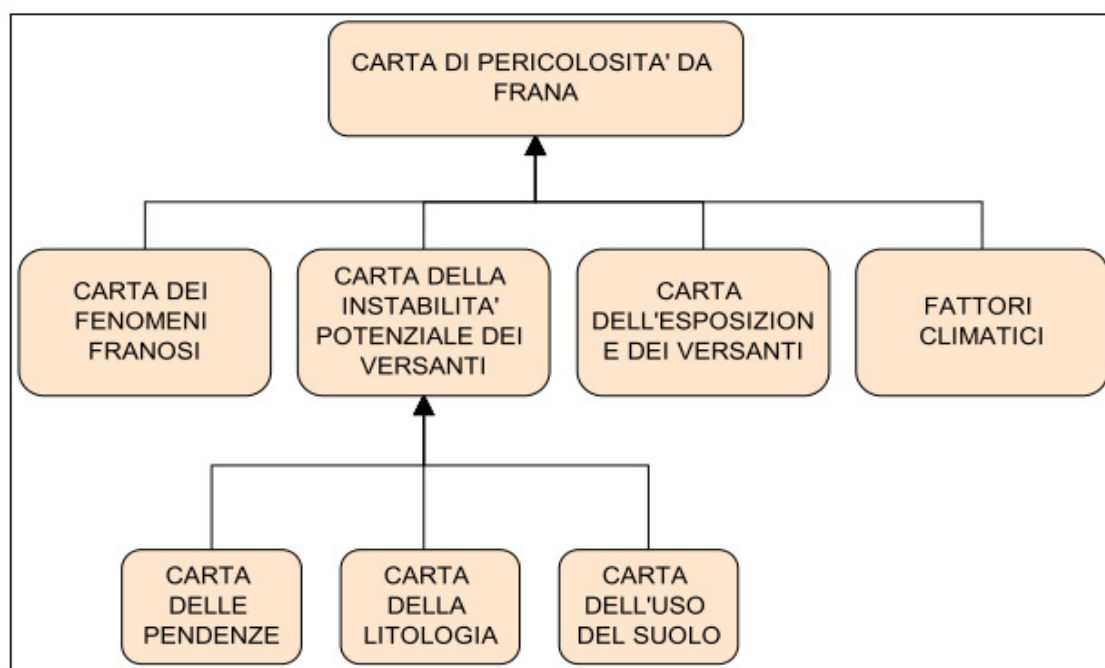 CARTA DI PERICOLOSITA' DA
FRANA
CARTA DEI
FENOMENI
FRANOSI
CARTA DELLA
INSTABILITA'
POTENZIALE DEI
VERSANTI
CARTA
DELL'ESPOSIZION
E DEI VERSANTI
FATTORI
CLIMATICI
CARTA
DELLE
PENDENZE
CARTA
DELLA
LITOLOGIA
CARTA
DELL'USO
DEL SUOLO